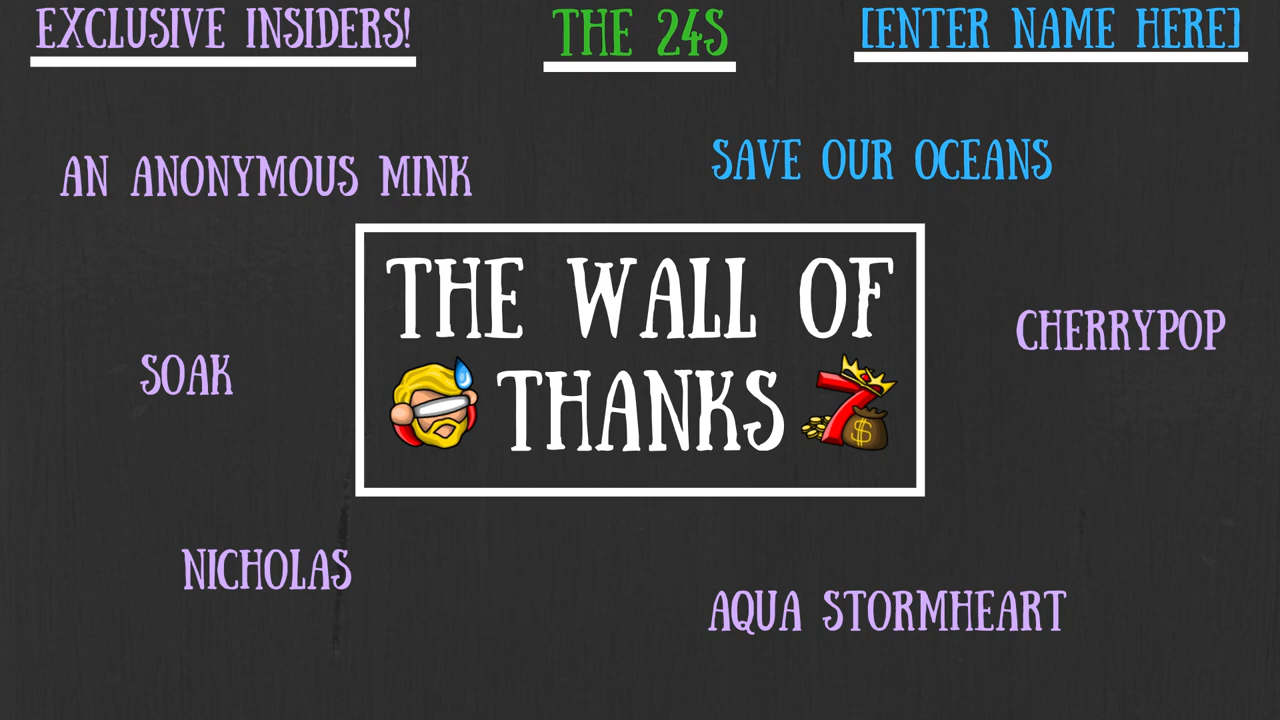 EXCLUSIVE INSIDERS!
THE 24S
[ENTER NAME HERE]
AN ANONYMOUS MINK
SAVE OUR OCEANS
THE WALL OF
THANKS
7
$
CHERRYPOP
SOAK
NICHOLAS
AQUA STORMHEART